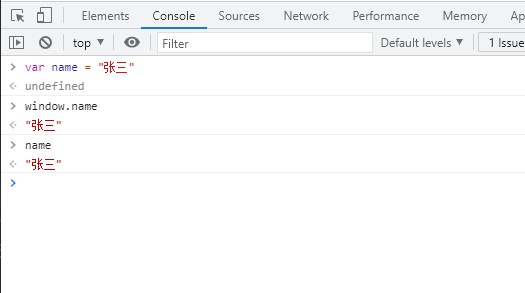 Elements Console Sources Network Performance Memory Ap
top ▼ Filter Default levels ▼ 1 Issue
> var name = "张三"
<· undefined
> window.name
<· "张三"
> name
<· "张三"
>